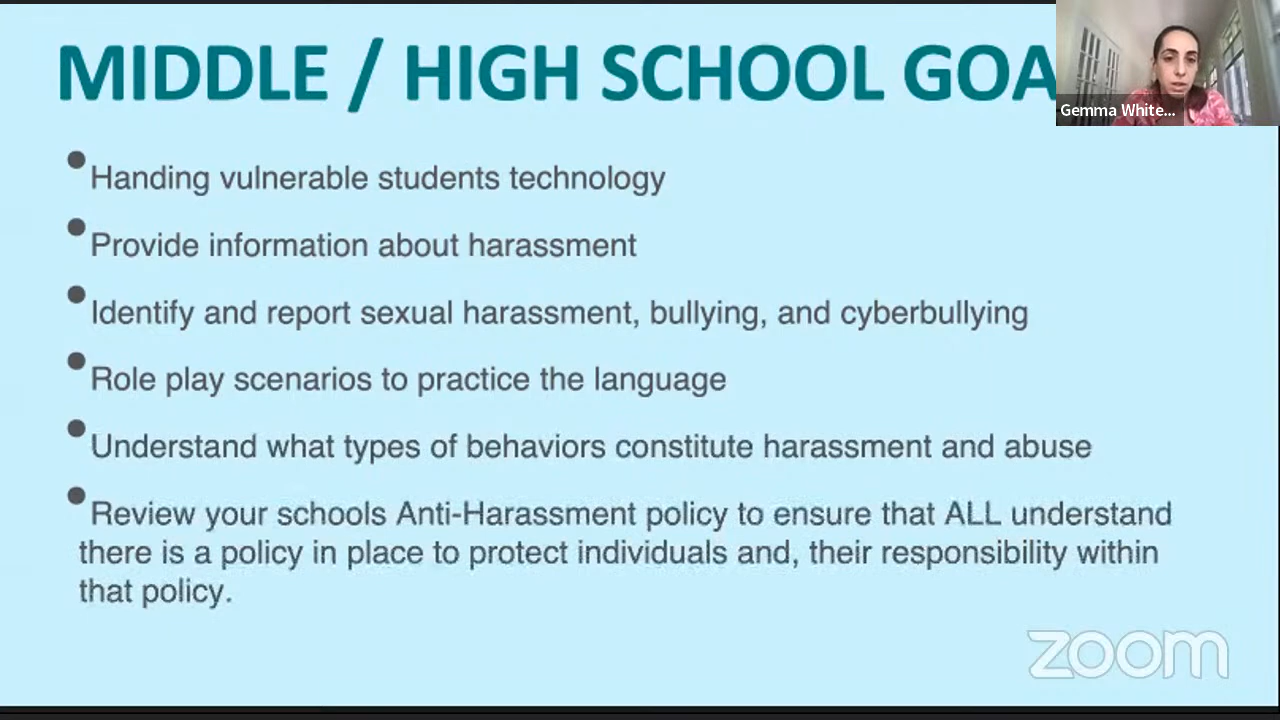 MIDDLE / HIGH SCHOOL GOA
Gemma White...
•Handing vulnerable students technology
•Provide information about harassment
•Identify and report sexual harassment, bullying, and cyberbullying
•Role play scenarios to practice the language
•Understand what types of behaviors constitute harassment and abuse
•Review your schools Anti-Harassment policy to ensure that ALL understand
there is a policy in place to protect individuals and, their responsibility within
that policy.
zoom